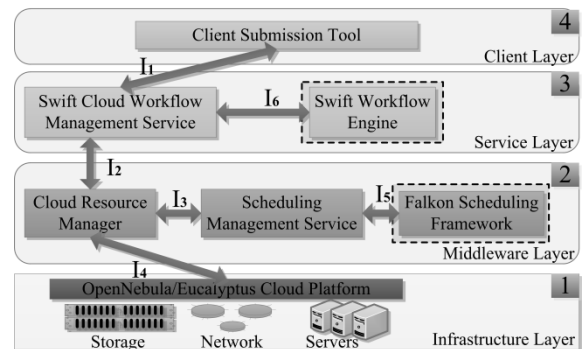 4
Client Submission Tool
Client Layer
I1
3
Swift Cloud Workflow
Management Service
I6
Swift Workflow
Engine
Service Layer
I2
2
Cloud Resource
Manager
I3
Scheduling
Management Service
I5
Falkon Scheduling
Framework
Middleware Layer
I4
1
OpenNebula/Eucalyptus Cloud Platform
Storage
Network
Servers
Infrastructure Layer